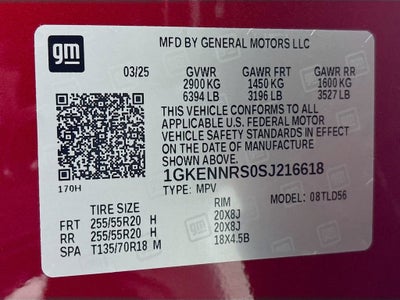 gm
MFD BY GENERAL MOTORS LLC
03/25 GVWR GAWR FRT GAWR RR
2900 KG 1450 KG 1600 KG
6394 LB 3196 LB 3527 LB
THIS VEHICLE CONFORMS TO ALL
APPLICABLE U.S. FEDERAL MOTOR
VEHICLE SAFETY STANDARDS IN EFFECT
ON THE DATE OF MANUFACTURE
SHOWN ABOVE.
1GKENNRS0SJ216618
170H TYPE: MPV MODEL: 08TLD56
TIRE SIZE RIM
FRT 255/55R20 H 20X8J
RR 255/55R20 H 20X8J
SPA T135/70R18 M 18X4.5B